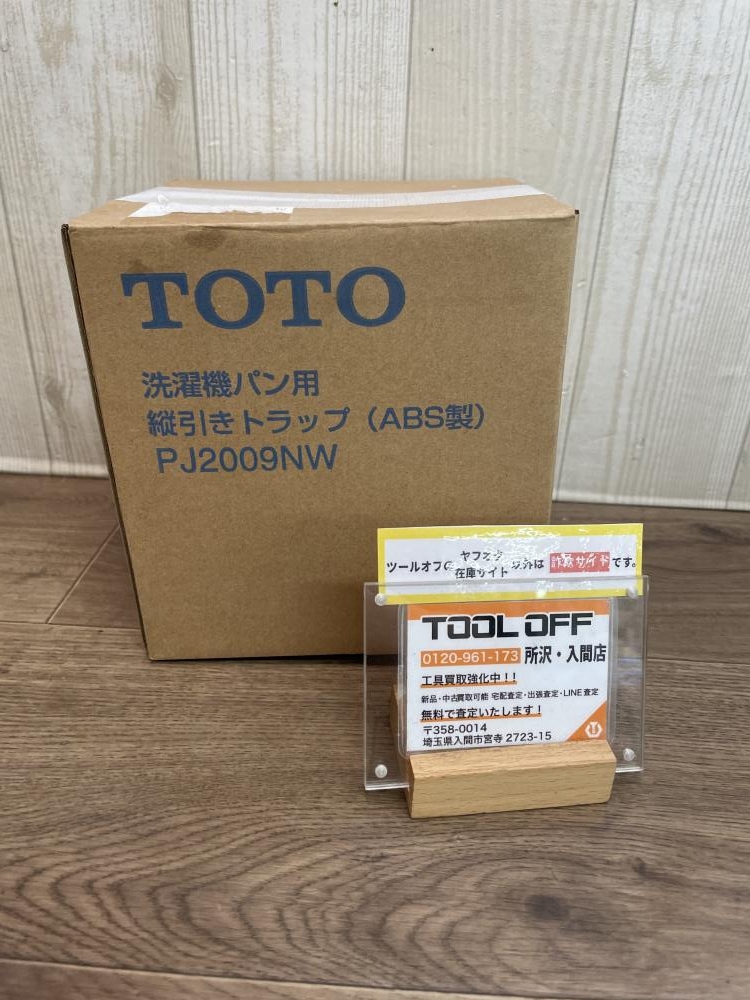 TOTO
洗濯機パン用
縦引きトラップ（ABS製）
PJ2009NW
ツールオフの ヤフオク 以外は 詐欺サイトです。
在庫サイト
TOOL OFF
0120-961-173 所沢・入間店
工具買取強化中！！
新品・中古買取可能 宅配査定・出張査定・LINE査定
無料で査定いたします！
〒358-0014
埼玉県入間市宮寺 2723-15